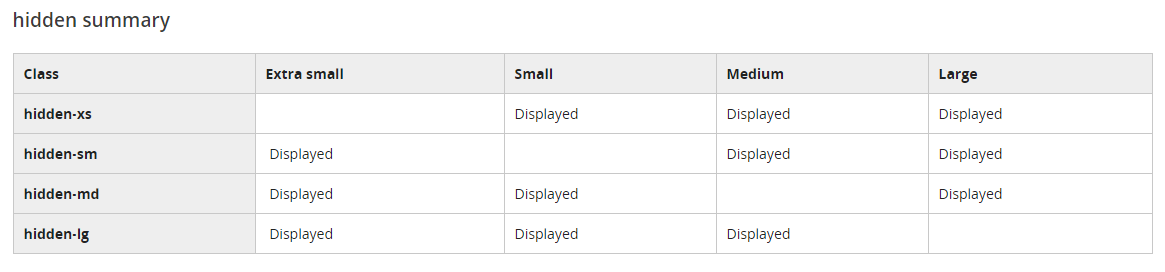 hidden summary
Class Extra small Small Medium Large
hidden-xs Displayed Displayed Displayed
hidden-sm Displayed Displayed Displayed
hidden-md Displayed Displayed Displayed
hidden-lg Displayed Displayed Displayed